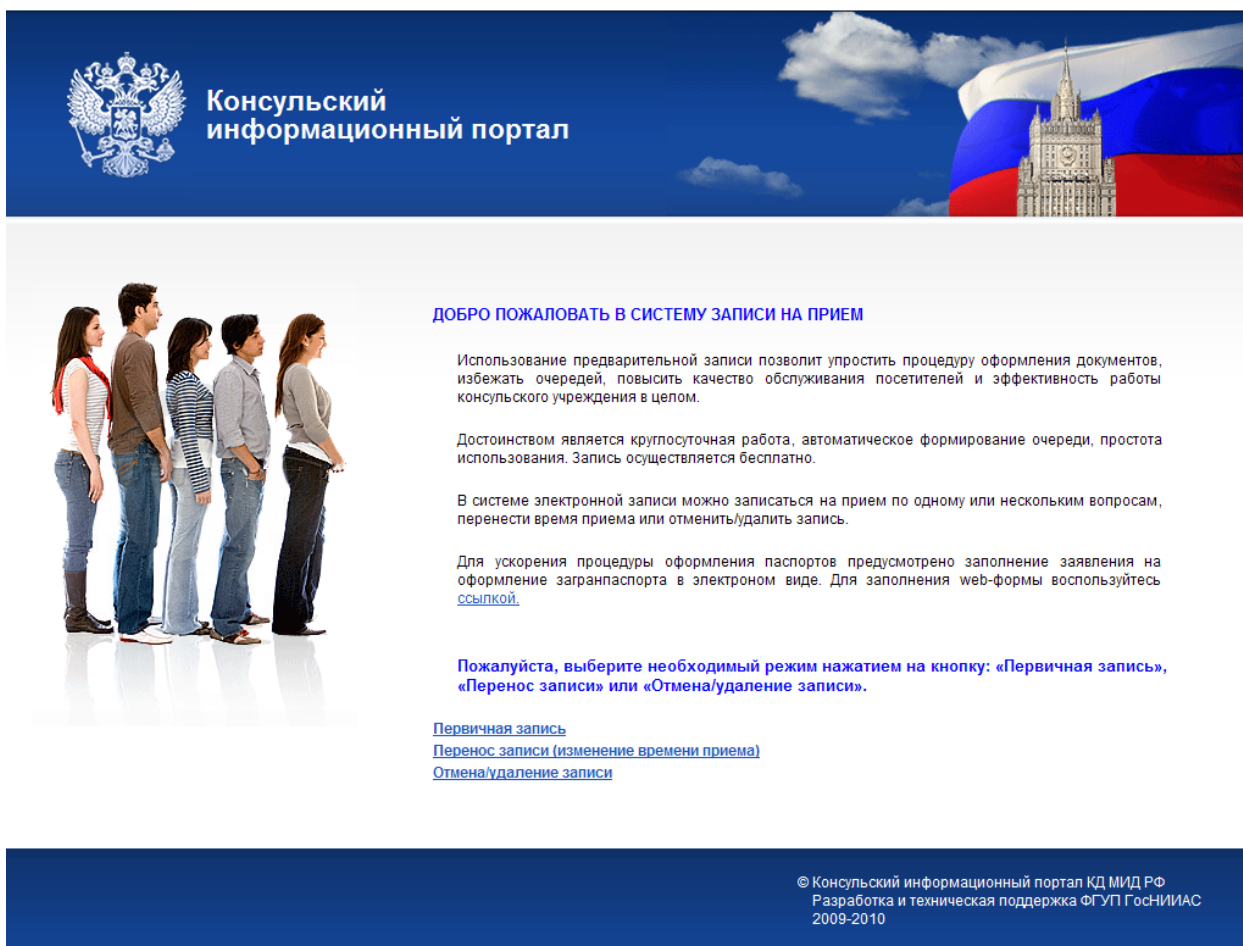 Консульский
информационный портал
ДОБРО ПОЖАЛОВАТЬ В СИСТЕМУ ЗАПИСИ НА ПРИЕМ
Использование предварительной записи позволит упростить процедуру оформления документов,
избежать очередей, повысить качество обслуживания посетителей и эффективность работы
консульского учреждения в целом.
Достоинством является круглосуточная работа, автоматическое формирование очереди, простота
использования. Запись осуществляется бесплатно.
В системе электронной записи можно записаться на прием по одному или нескольким вопросам,
перенести время приема или отменить/удалить запись.
Для ускорения процедуры оформления паспортов предусмотрено заполнение заявления на
оформление загранпаспорта в электроном виде. Для заполнения web-формы воспользуйтесь
ссылкой.
Пожалуйста, выберите необходимый режим нажатием на кнопку: «Первичная запись»,
«Перенос записи» или «Отмена/удаление записи».
Первичная запись
Перенос записи (изменение времени приема)
Отмена/удаление записи
© Консульский информационный портал КД МИД РФ
Разработка и техническая поддержка ФГУП ГосНИИАС
2009-2010